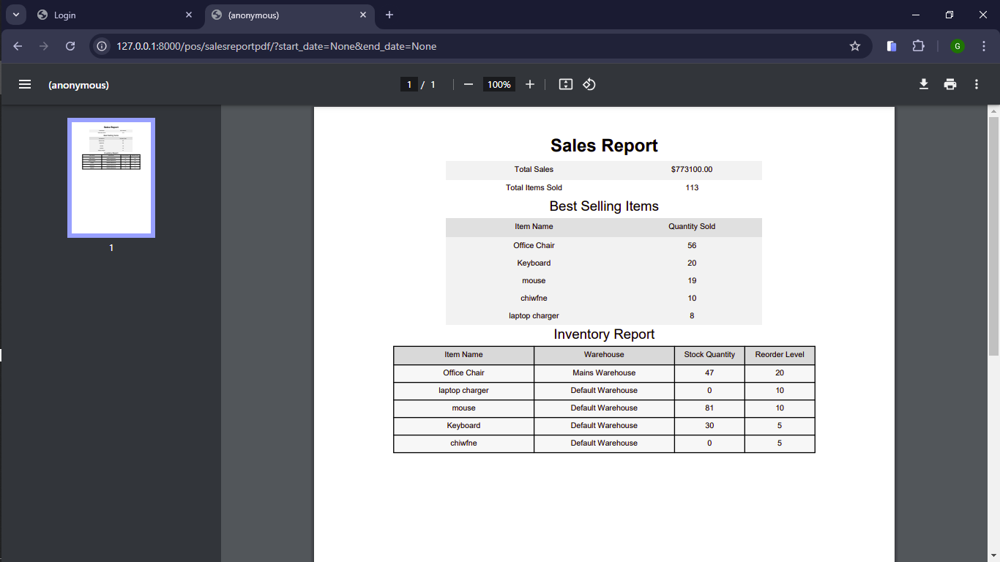 Login
(anonymous)
127.0.0.1:8000/pos/salesreportpdf/?start_date=None&end_date=None
G
(anonymous)
1 / 1
100%
1
Sales Report
Total Sales $773100.00
Total Items Sold 113
Best Selling Items
Item Name Quantity Sold
Office Chair 56
Keyboard 20
mouse 19
chiwfne 10
laptop charger 8
Inventory Report
Item Name Warehouse Stock Quantity Reorder Level
Office Chair Mains Warehouse 47 20
laptop charger Default Warehouse 0 10
mouse Default Warehouse 81 10
Keyboard Default Warehouse 30 5
chiwfne Default Warehouse 0 5